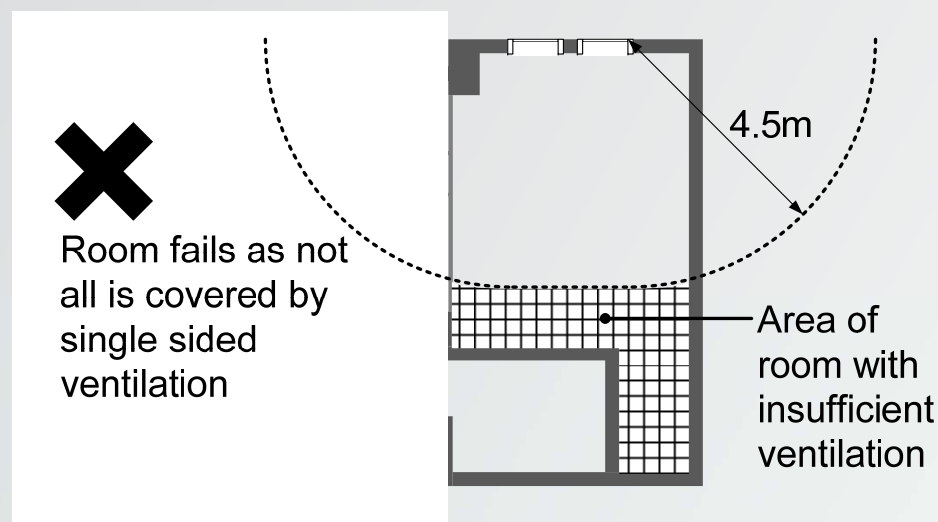 4.5m
Room fails as not
all is covered by
single sided
ventilation
Area of
room with
insufficient
ventilation